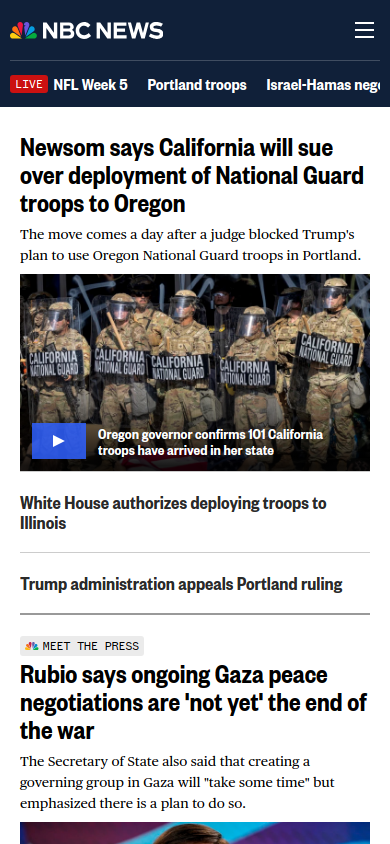 NBC NEWS
LIVE NFL Week 5 Portland troops Israel-Hamas nego
Newsom says California will sue
over deployment of National Guard
troops to Oregon
The move comes a day after a judge blocked Trump's
plan to use Oregon National Guard troops in Portland.
CALIFORNIA
NATIONAL GUARD
CALIFORNIA
NATIONAL GUARD
CALIFORNIA
NATIONAL GUARD
CALIFORNIA
NATIONAL GUARD
CALIFORNIA
NATIONAL GUARD
Oregon governor confirms 101 California
troops have arrived in her state
White House authorizes deploying troops to
Illinois
Trump administration appeals Portland ruling
MEET THE PRESS
Rubio says ongoing Gaza peace
negotiations are 'not yet' the end of
the war
The Secretary of State also said that creating a
governing group in Gaza will "take some time" but
emphasized there is a plan to do so.